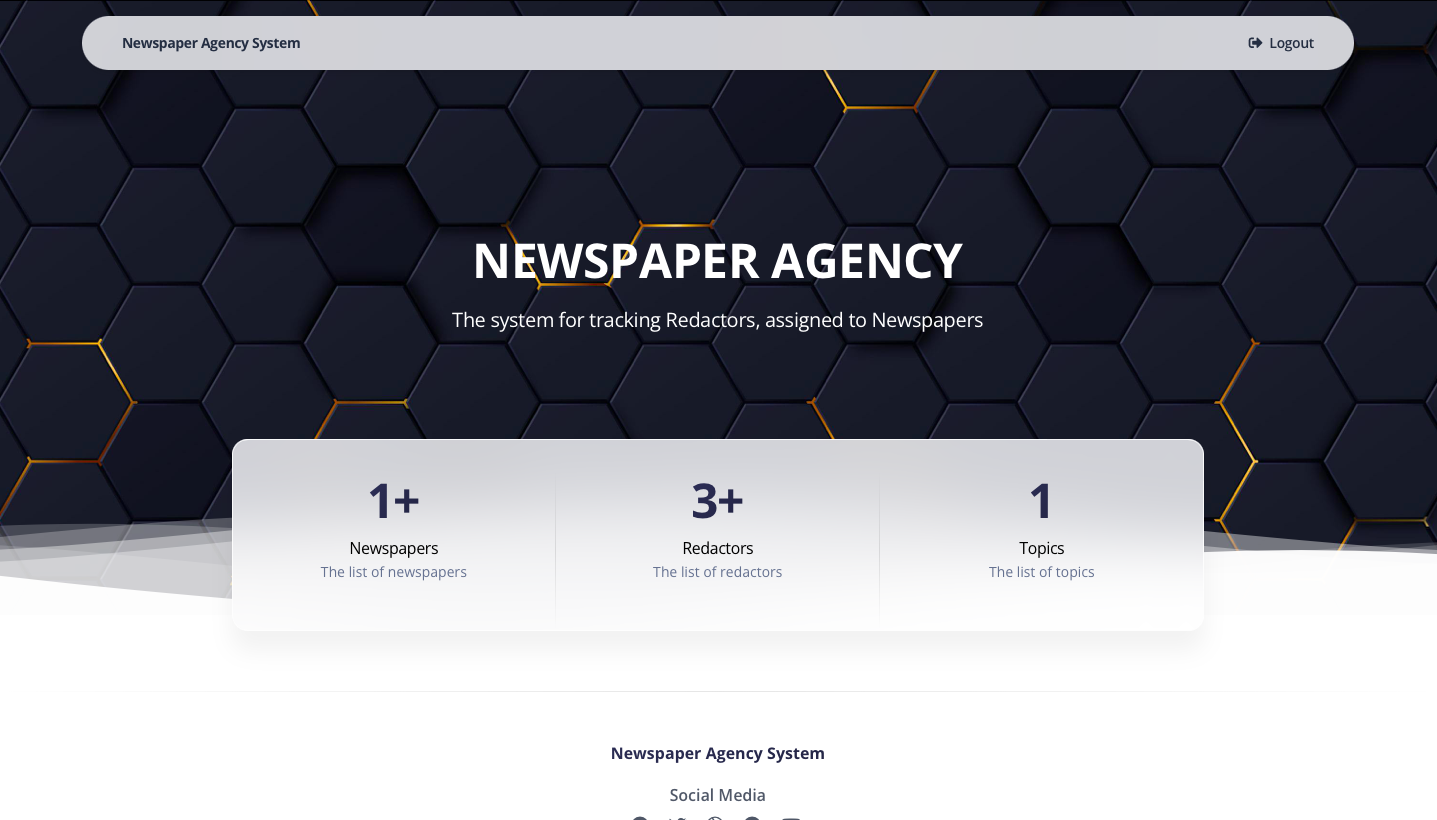 Newspaper Agency System
Logout
NEWSPAPER AGENCY
The system for tracking Redactors, assigned to Newspapers
1+
Newspapers
The list of newspapers
3+
Redactors
The list of redactors
1
Topics
The list of topics
Newspaper Agency System
Social Media